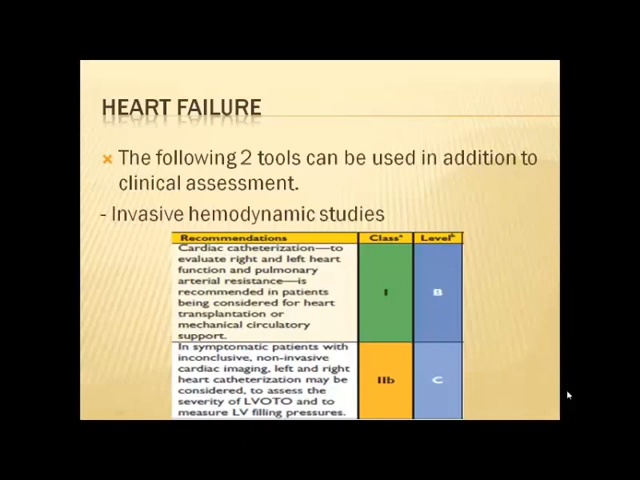 HEART FAILURE
The following 2 tools can be used in addition to
clinical assessment.
- Invasive hemodynamic studies
Recommendations Classᵃ Levelᵇ
Cardiac catheterization—to
evaluate right and left heart
function and pulmonary
arterial resistance—is
recommended in patients
being considered for heart
transplantation or
mechanical circulatory
support.
I B
In symptomatic patients with
inconclusive, non-invasive
cardiac imaging, left and right
heart catheterization may be
considered, to assess the
severity of LVOTO and to
measure LV filling pressures.
IIb C